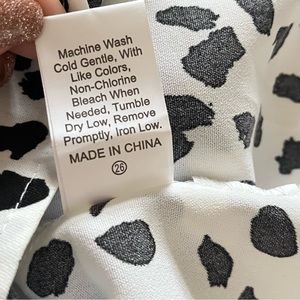 Machine Wash
Cold Gentle, With
Like Colors,
Non-Chlorine
Bleach When
Needed, Tumble
Dry Low, Remove
Promptly, Iron Low.
MADE IN CHINA
26